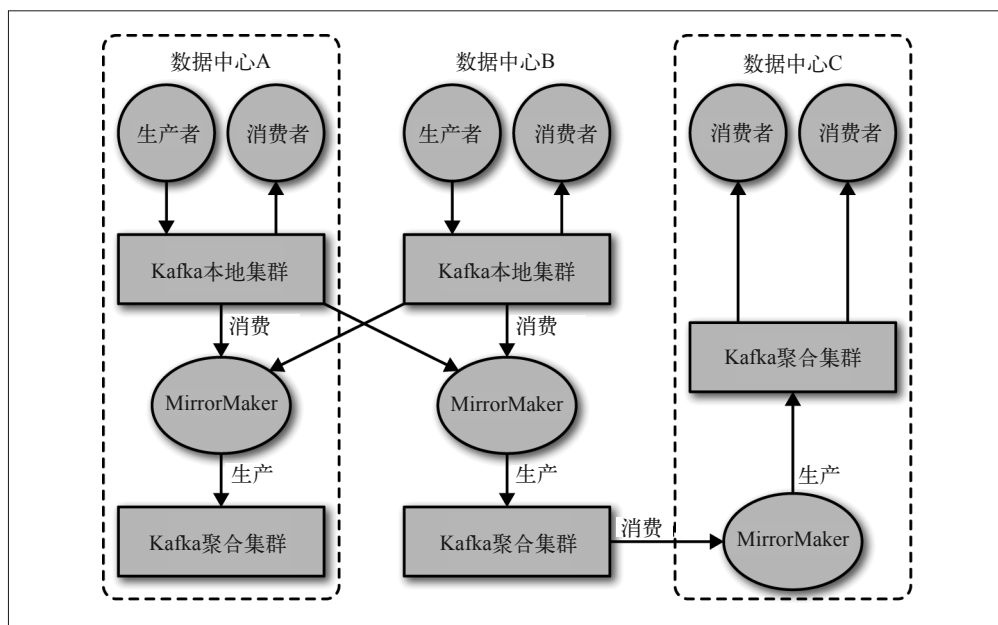 数据中心A
数据中心B
数据中心C
生产者
消费者
生产者
消费者
消费者
消费者
Kafka本地集群
Kafka本地集群
消费
消费
Kafka聚合集群
MirrorMaker
MirrorMaker
生产
生产
生产
Kafka聚合集群
Kafka聚合集群
消费
MirrorMaker